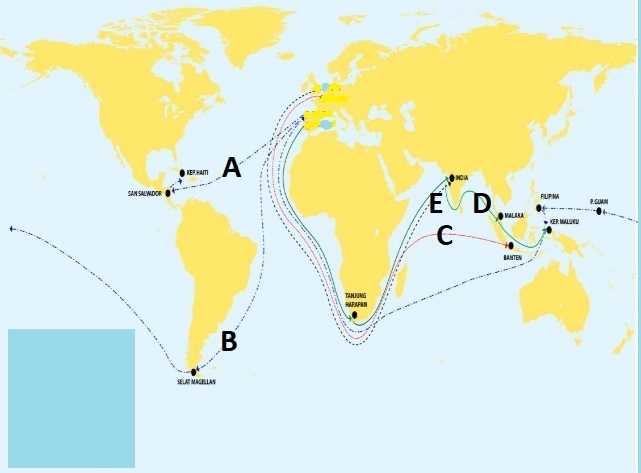 A
KEP. HAITI
SAN SALVADOR
INDIA
E
D
FILIPINA
P.GUAM
MALAKA
KEP. MALUKU
C
BANTEN
TANJUNG
HARAPAN
B
SELAT MAGELLAN